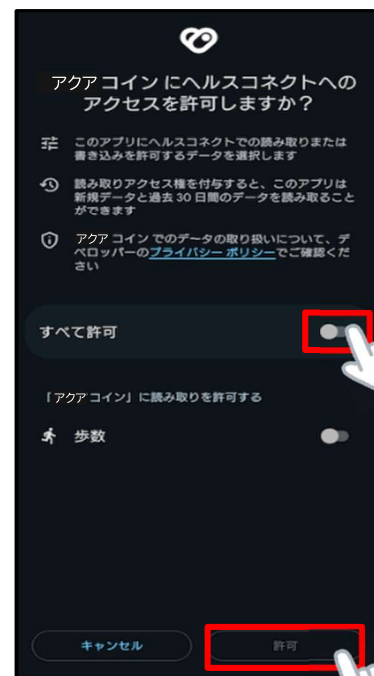 アクア コイン にヘルスコネクトへの
アクセスを許可しますか？
このアプリにヘルスコネクトでの読み取りまたは
書き込みを許可するデータを選択します
読み取りアクセス権を付与すると、このアプリは
新規データと過去 30 日間のデータを読み取ること
ができます
アクア コイン でのデータの取り扱いについて、デ
ベロッパーのプライバシー ポリシーでご確認くだ
さい
すべて許可
「アクア コイン」に読み取りを許可する
歩数
キャンセル
許可